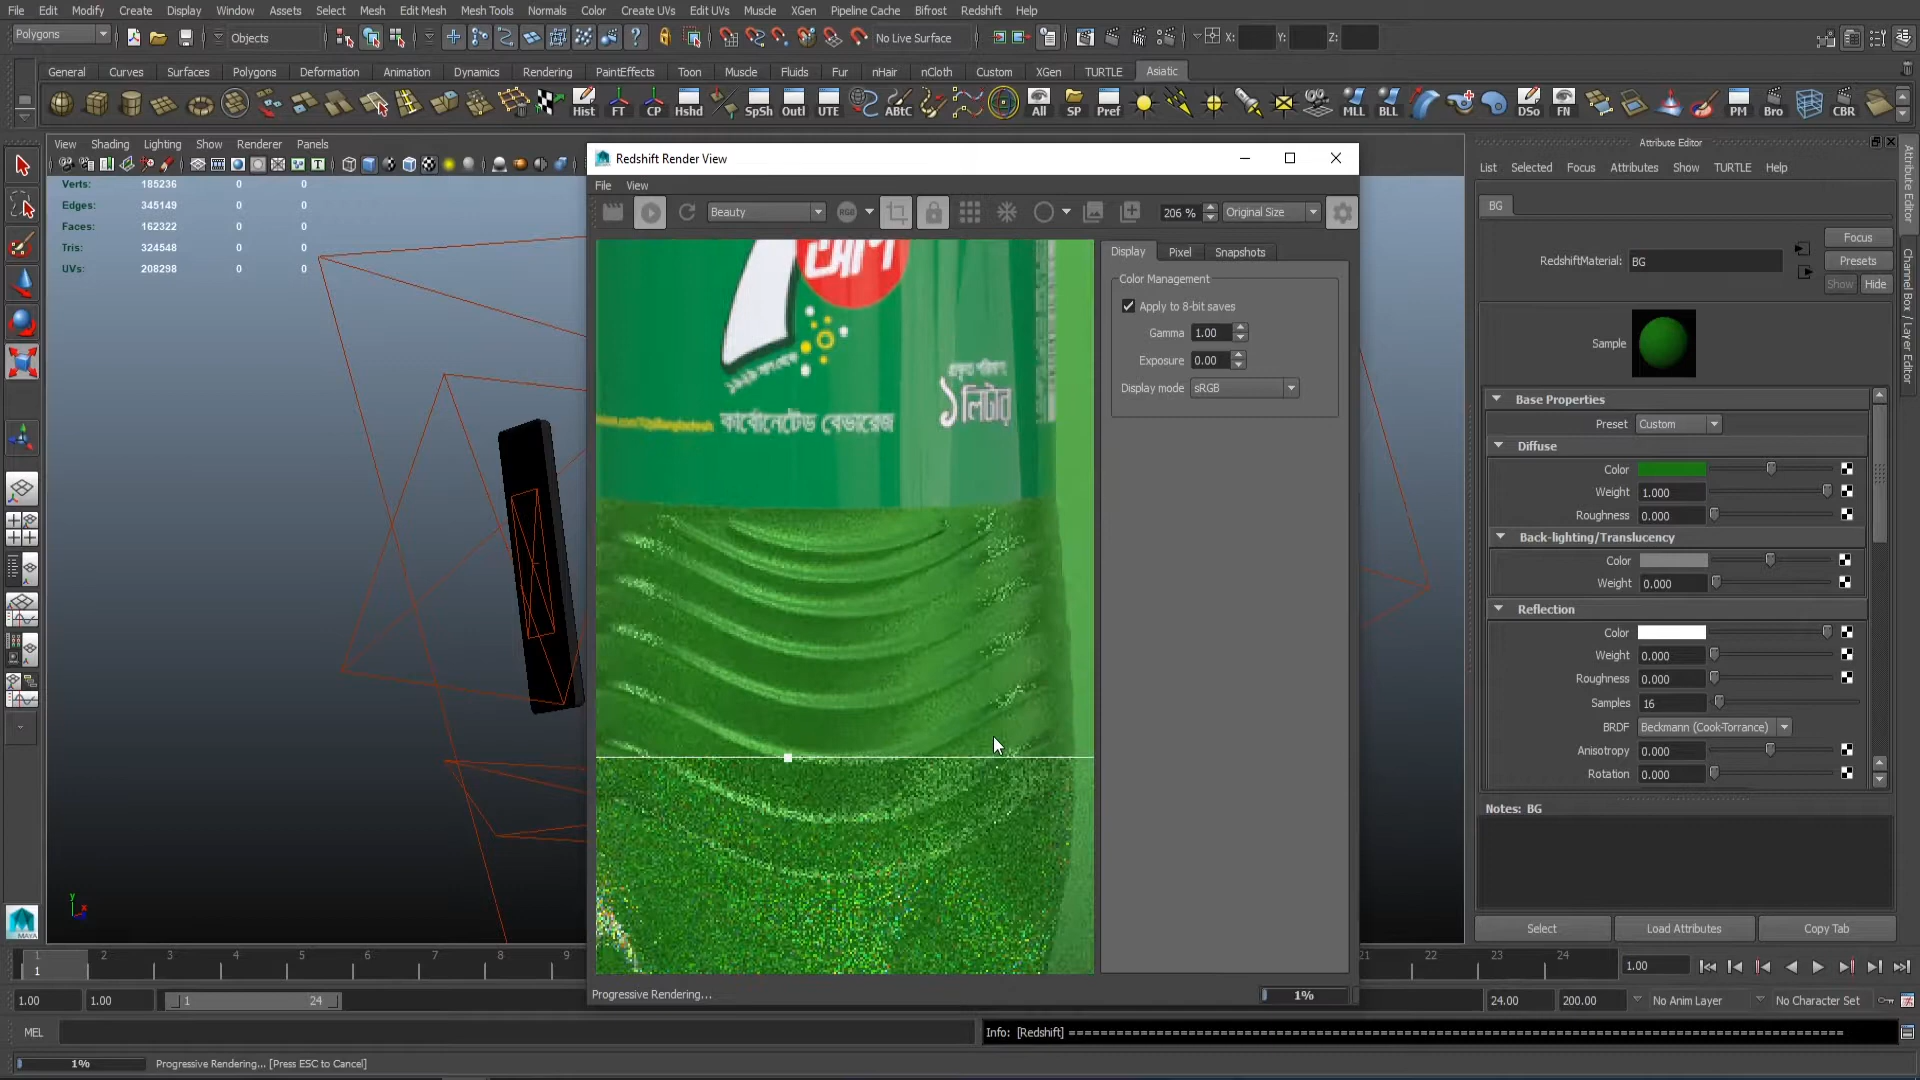 File Edit Modify Create Display Window Assets Select Mesh Edit Mesh Mesh Tools Normals Color Create UVs Edit UVs Muscle XGen Pipeline Cache Bifrost Redshift Help
Polygons Objects No Live Surface X: Y: Z:
General Curves Surfaces Polygons Deformation Animation Dynamics Rendering PaintEffects Toon Muscle Fluids Fur nHair nCloth Custom XGen TURTLE Asiatic
Hist FT CP Hshd SpSh Outl UTE ABtC All SP Pref MLL BLL DSo FN PM Bro CBR
View Shading Lighting Show Renderer Panels
Verts: 185236 0 0
Edges: 345149 0 0
Faces: 162322 0 0
Tris: 324548 0 0
UVs: 208298 0 0
Redshift Render View
File View
Beauty RGB 206 % Original Size
Display Pixel Snapshots
Color Management
Apply to 8-bit saves
Gamma 1.00
Exposure 0.00
Display mode sRGB
7
আপ
কার্বোনেটেড বেভারেজ
১ লিটার
Progressive Rendering... 1%
Attribute Editor
List Selected Focus Attributes Show TURTLE Help
BG
Focus
RedshiftMaterial: BG Presets
Show Hide
Sample
Base Properties
Preset Custom
Diffuse
Color
Weight 1.000
Roughness 0.000
Back-lighting/Translucency
Color
Weight 0.000
Reflection
Color
Weight 0.000
Roughness 0.000
Samples 16
BRDF Beckmann (Cook-Torrance)
Anisotropy 0.000
Rotation 0.000
Notes: BG
Select Load Attributes Copy Tab
Attribute Editor
Channel Box / Layer Editor
y x
MAYA
1 2 3 4 5 6 7 8 9 21 22 23 24
1 1.00
1.00 1.00 1 24 24.00 200.00 No Anim Layer No Character Set
MEL Info: [Redshift] ====================================================================================================
1% Progressive Rendering... [Press ESC to Cancel]